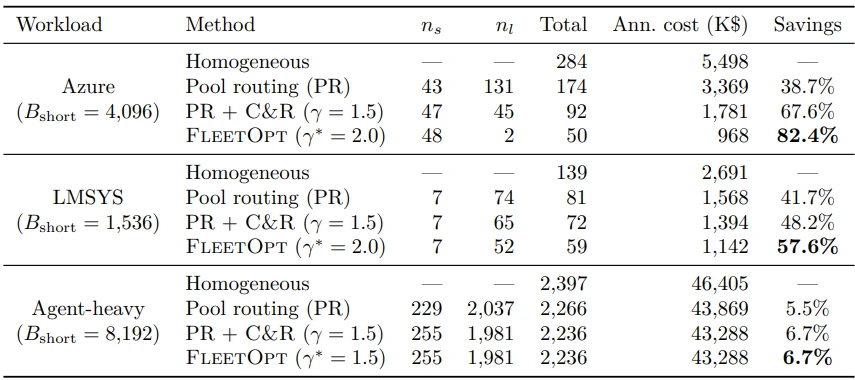 Workload Method n_s n_l Total Ann. cost (K$) Savings
Homogeneous — — 284 5,498 —
Azure Pool routing (PR) 43 131 174 3,369 38.7%
(B_short = 4,096) PR + C&R (γ = 1.5) 47 45 92 1,781 67.6%
FLEETOPT (γ* = 2.0) 48 2 50 968 82.4%
Homogeneous — — 139 2,691 —
LMSYS Pool routing (PR) 7 74 81 1,568 41.7%
(B_short = 1,536) PR + C&R (γ = 1.5) 7 65 72 1,394 48.2%
FLEETOPT (γ* = 2.0) 7 52 59 1,142 57.6%
Homogeneous — — 2,397 46,405 —
Agent-heavy Pool routing (PR) 229 2,037 2,266 43,869 5.5%
(B_short = 8,192) PR + C&R (γ = 1.5) 255 1,981 2,236 43,288 6.7%
FLEETOPT (γ* = 1.5) 255 1,981 2,236 43,288 6.7%